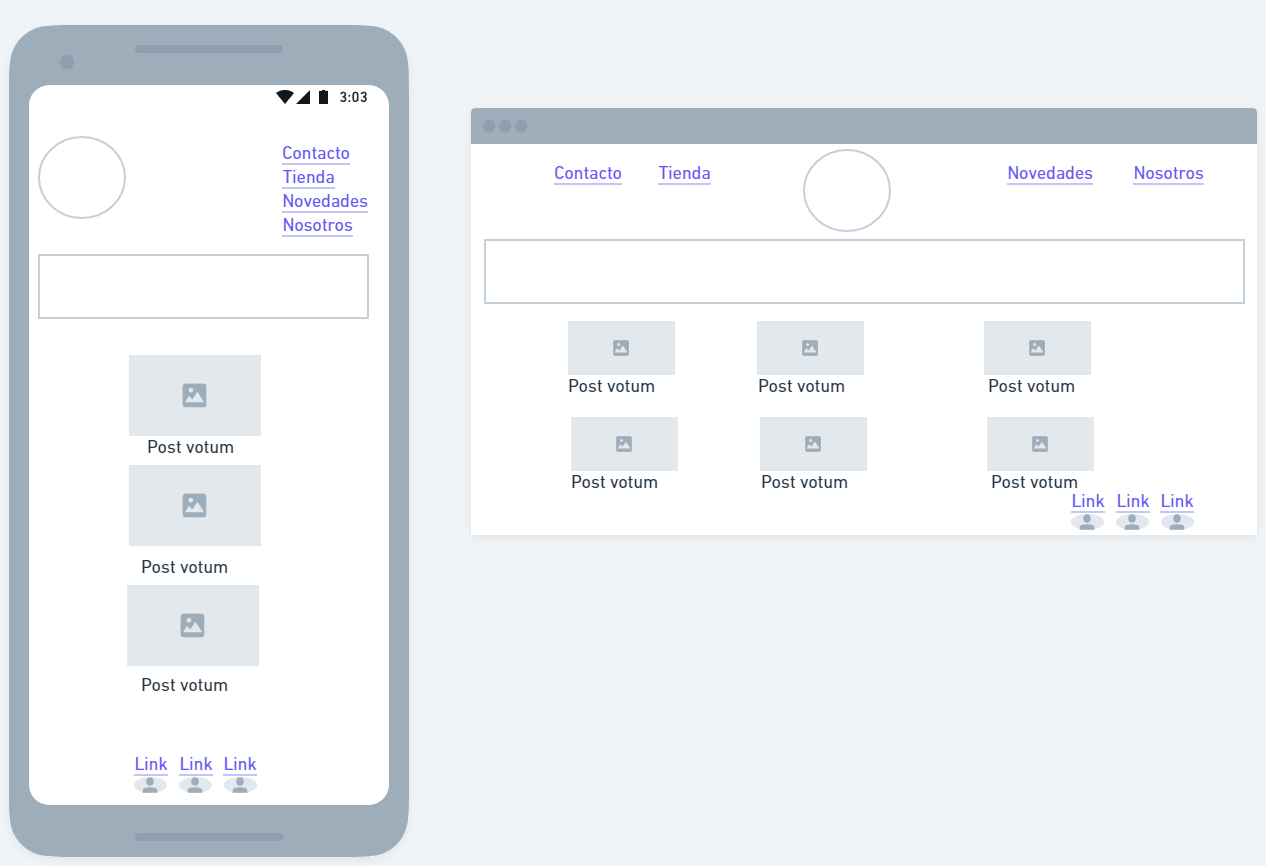 3:03
Contacto
Tienda
Novedades
Nosotros
Post votum
Post votum
Post votum
Link Link Link
Contacto Tienda Novedades Nosotros
Post votum Post votum Post votum
Post votum Post votum Post votum
Link Link Link